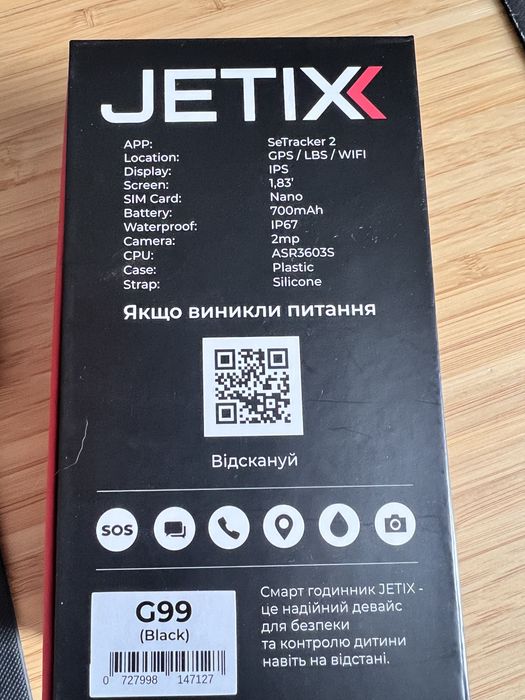 JETIX
APP: SeTracker 2
Location: GPS / LBS / WIFI
Display: IPS
Screen: 1,83'
SIM Card: Nano
Battery: 700mAh
Waterproof: IP67
Camera: 2mp
CPU: ASR3603S
Case: Plastic
Strap: Silicone
Якщо виникли питання
Відскануй
SOS
G99
(Black)
0 727998 147127
Смарт годинник JETIX -
це надійний девайс
для безпеки
та контролю дитини
навіть на відстані.